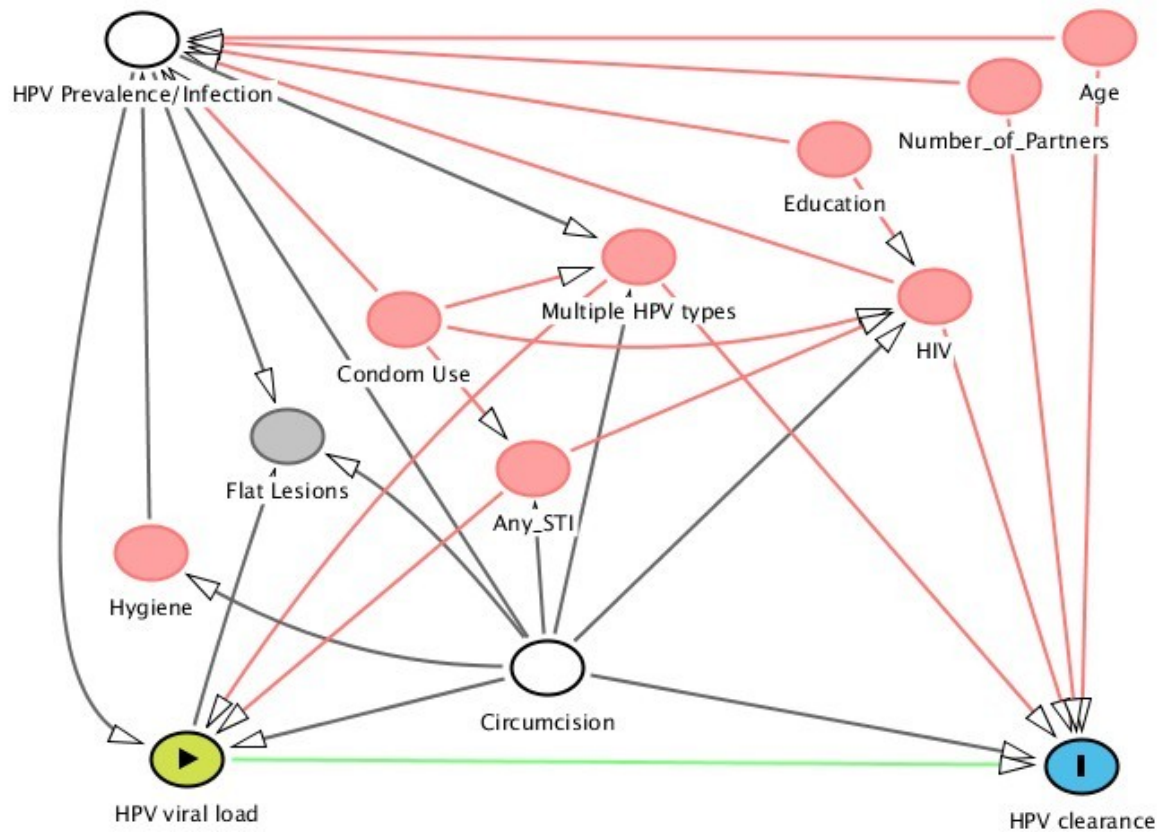 HPV Prevalence/Infection
Age
Number_of_Partners
Education
Multiple HPV types
HIV
Condom Use
Flat Lesions
Any_STI
Hygiene
Circumcision
HPV viral load
HPV clearance